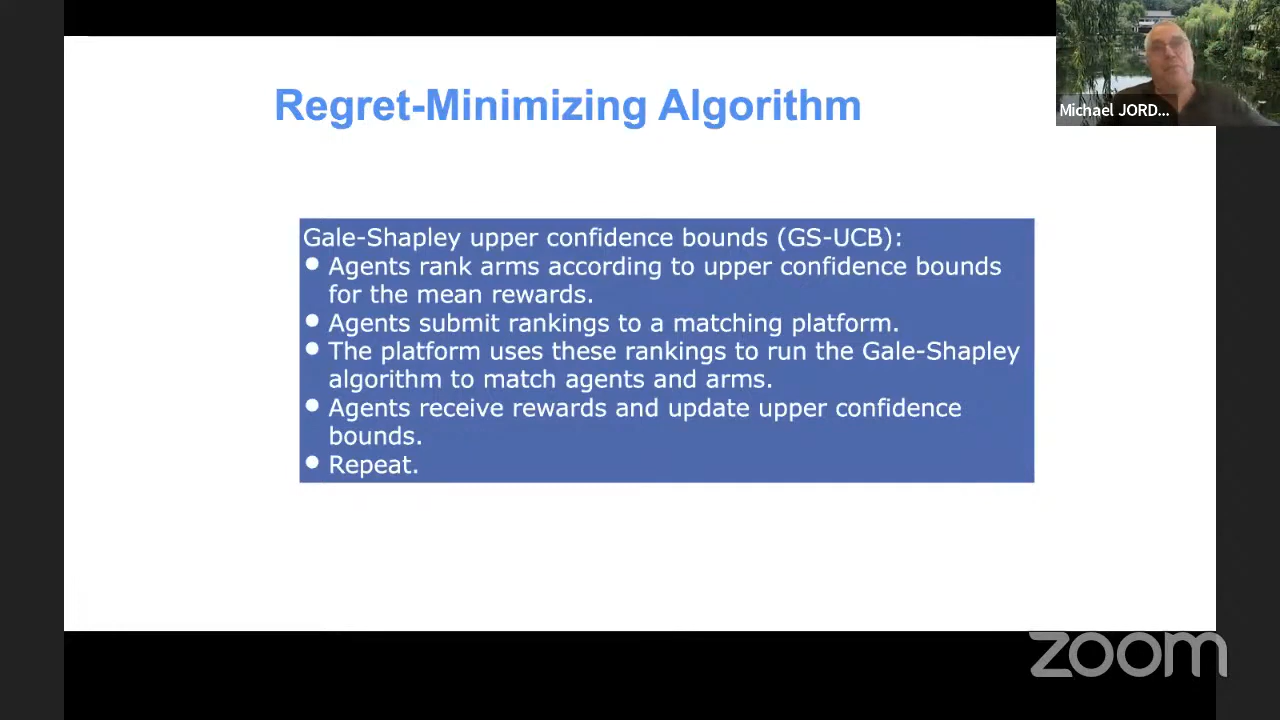 Regret-Minimizing Algorithm
Michael JORD...
Gale-Shapley upper confidence bounds (GS-UCB):
● Agents rank arms according to upper confidence bounds
for the mean rewards.
● Agents submit rankings to a matching platform.
● The platform uses these rankings to run the Gale-Shapley
algorithm to match agents and arms.
● Agents receive rewards and update upper confidence
bounds.
● Repeat.
zoom